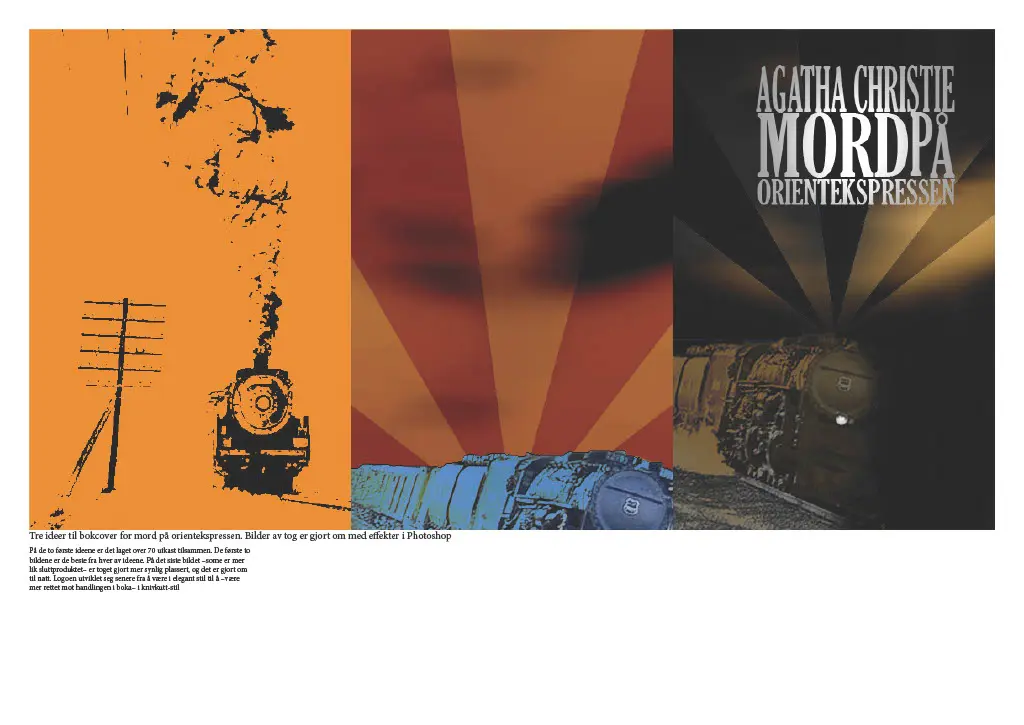 AGATHA CHRISTIE
MORD PÅ
ORIENTEKSPRESSEN
Tre ideer til bokcover for mord på orientekspressen. Bilder av tog er gjort om med effekter i Photoshop
På de to første ideene er det laget over 70 utkast tilsammen. De første to
bildene er de beste fra hver av ideene. På det siste bildet –some er mer
lik sluttproduktet– er toget gjort mer synlig plassert, og det er gjort om
til natt. Logoen utviklet seg senere fra å være i elegant stil til å –være
mer rettet mot handlingen i boka– i knivkutt-stil